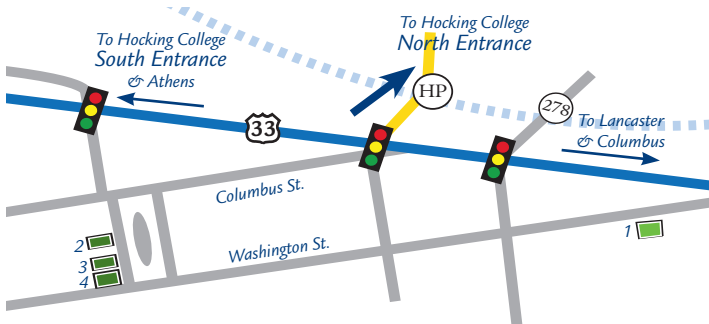 To Hocking College
South Entrance
& Athens
To Hocking College
North Entrance
HP
278
To Lancaster
& Columbus
33
Columbus St.
Washington St.
1
2
3
4